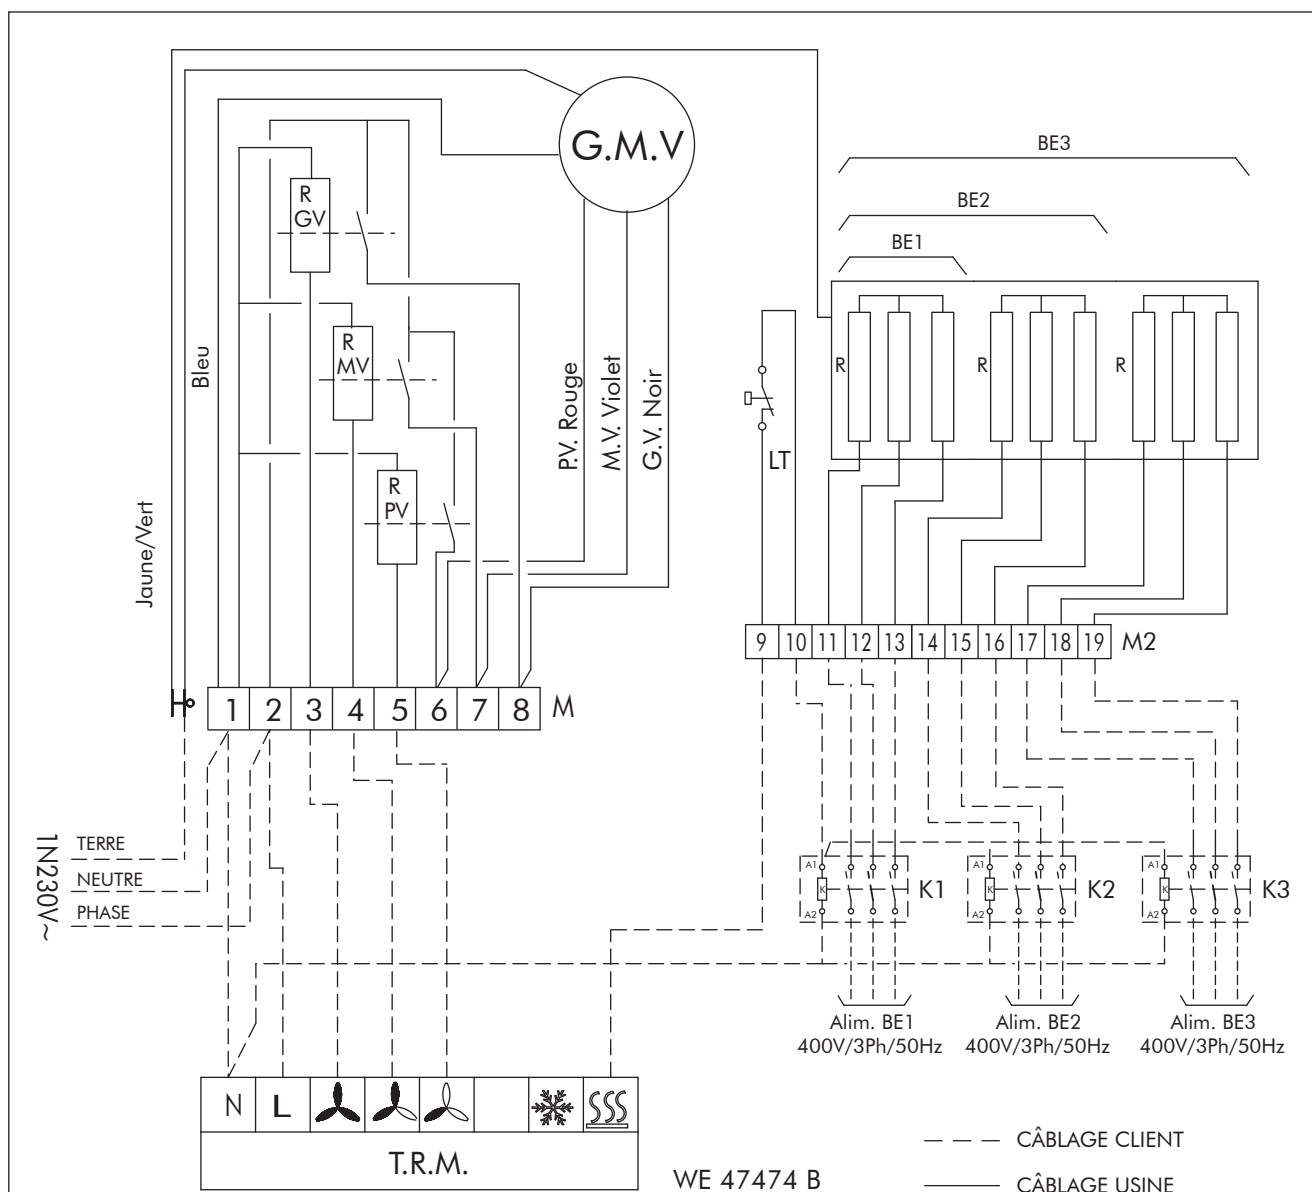 G.M.V
BE3
BE2
BE1
R
GV
R
MV
R
PV
Bleu
Jaune/Vert
P.V. Rouge
M.V. Violet
G.V. Noir
R
R
R
LT
9 10 11 12 13 14 15 16 17 18 19 M2
1 2 3 4 5 6 7 8 M
1N230V~
TERRE
NEUTRE
PHASE
A1
K
A2
K1
A1
K
A2
K2
A1
K
A2
K3
Alim. BE1
400V/3Ph/50Hz
Alim. BE2
400V/3Ph/50Hz
Alim. BE3
400V/3Ph/50Hz
N L
T.R.M.
WE 47474 B
CÂBLAGE CLIENT
CÂBLAGE USINE